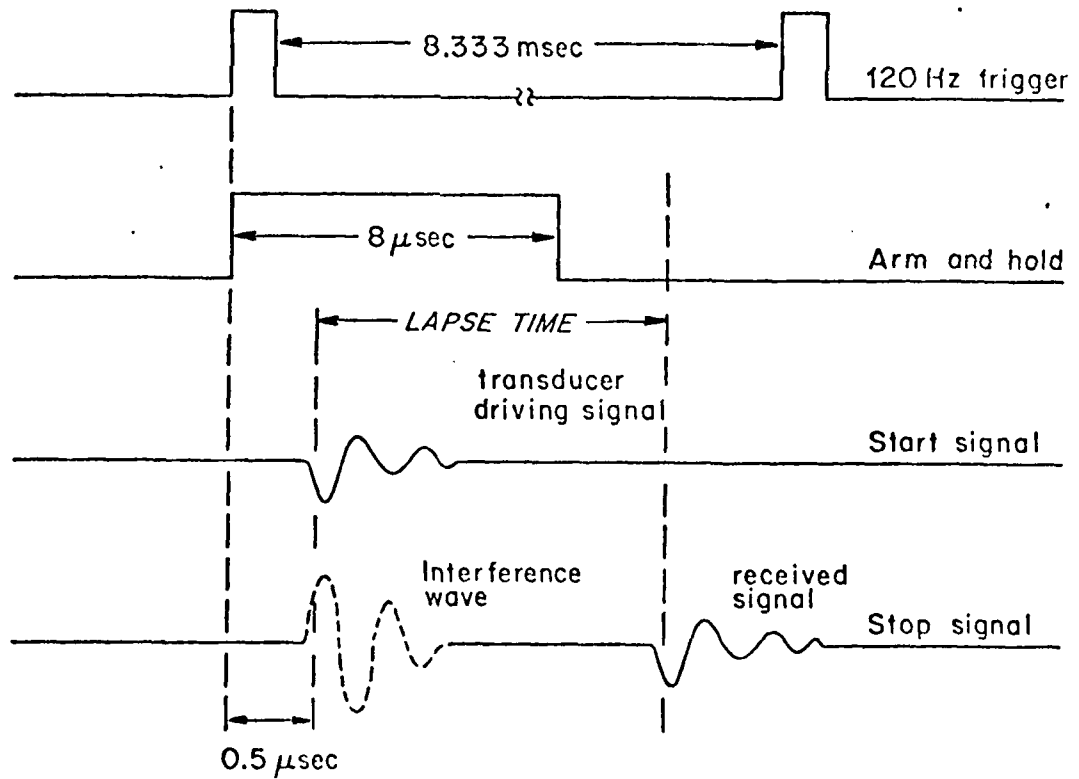 8.333 msec
120 Hz trigger
8 μsec
Arm and hold
LAPSE TIME
transducer
driving signal
Start signal
Interference
wave
received
signal
Stop signal
0.5 μsec